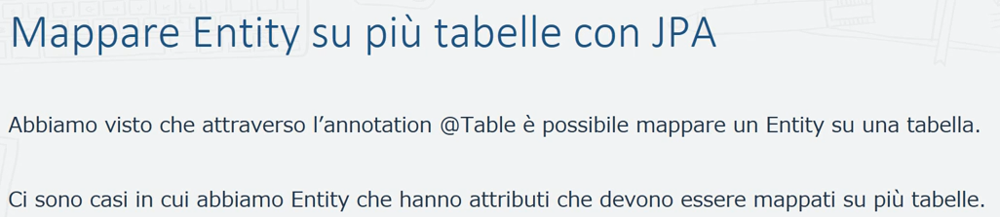 Mappare Entity su più tabelle con JPA
Abbiamo visto che attraverso l'annotation @Table è possibile mappare un Entity su una tabella.
Ci sono casi in cui abbiamo Entity che hanno attributi che devono essere mappati su più tabelle.